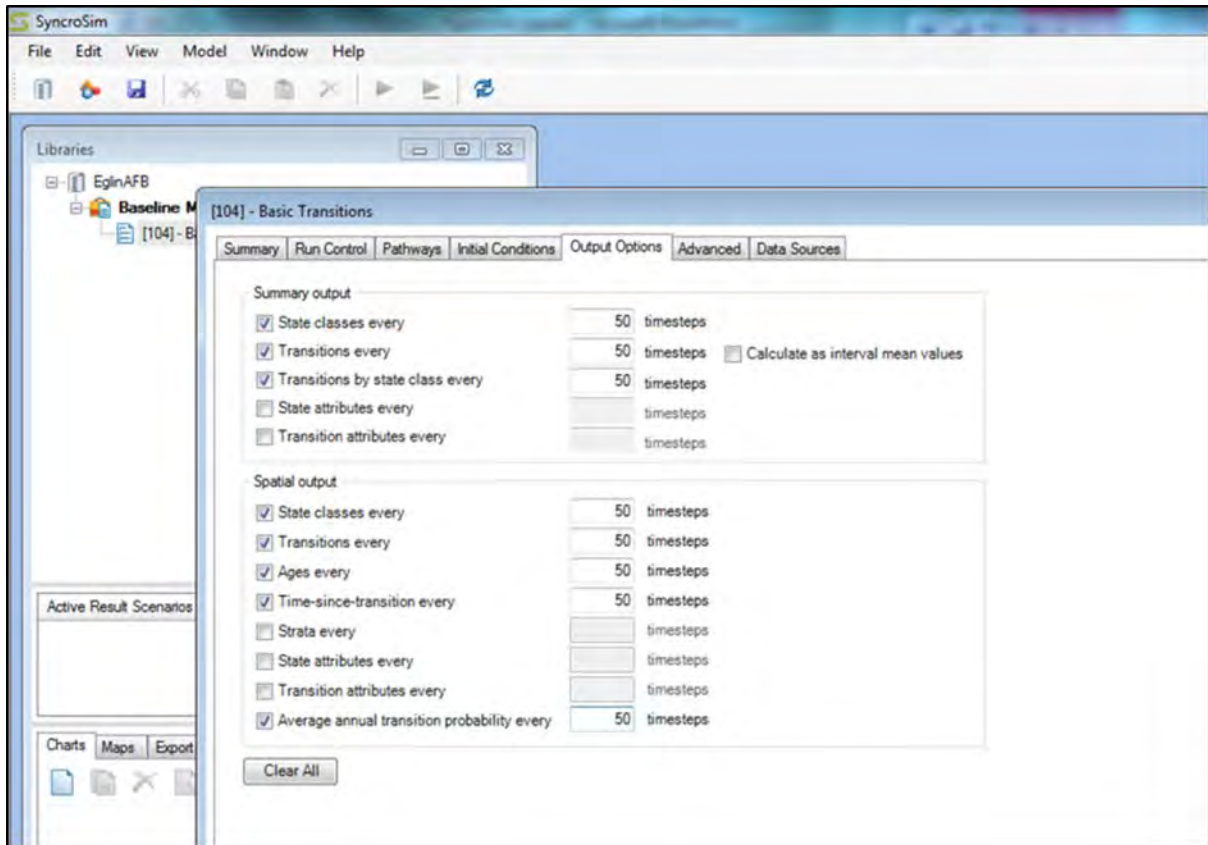 SyncroSim
File Edit View Model Window Help
Libraries
EglinAFB
Baseline M
[104] - B
[104] - Basic Transitions
Summary Run Control Pathways Initial Conditions Output Options Advanced Data Sources
Summary output
State classes every 50 timesteps
Transitions every 50 timesteps Calculate as interval mean values
Transitions by state class every 50 timesteps
State attributes every timesteps
Transition attributes every timesteps
Spatial output
State classes every 50 timesteps
Transitions every 50 timesteps
Ages every 50 timesteps
Time-since-transition every 50 timesteps
Strata every timesteps
State attributes every timesteps
Transition attributes every timesteps
Average annual transition probability every 50 timesteps
Clear All
Active Result Scenarios
Charts Maps Export